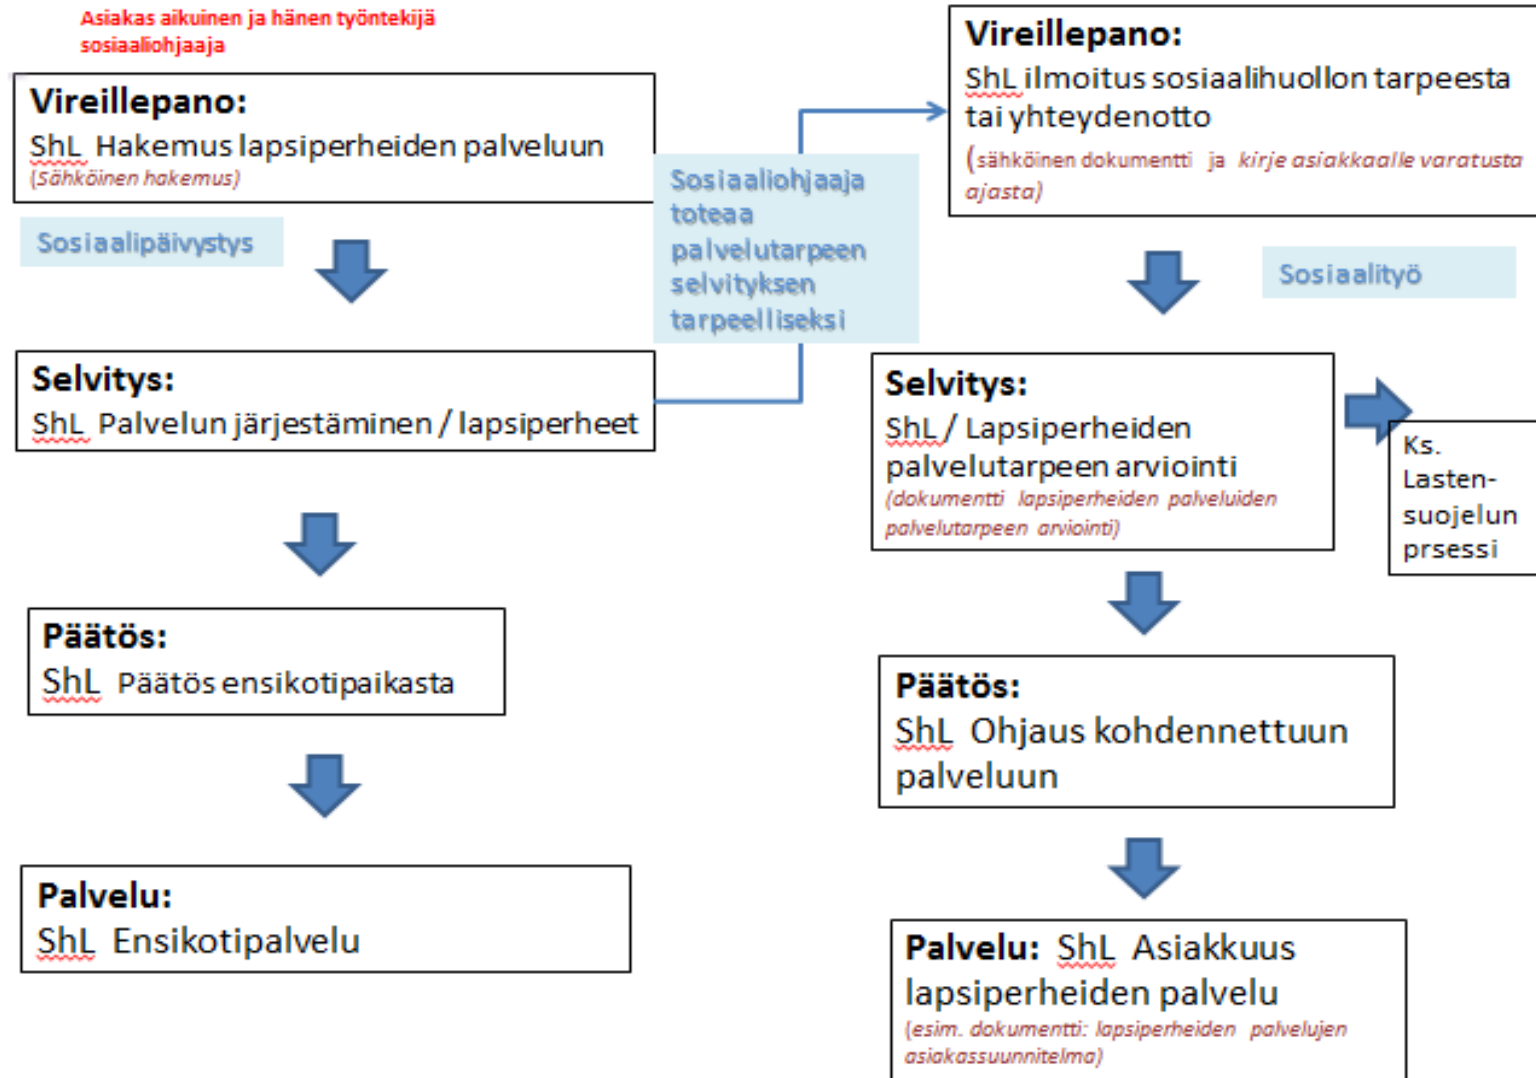 Asiakas aikuinen ja hänen työntekijä
sosiaaliohjaaja
Vireillepano:
ShL Hakemus lapsiperheiden palveluun
(Sähköinen hakemus)
Sosiaalipäivystys
Selvitys:
ShL Palvelun järjestäminen / lapsiperheet
Päätös:
ShL Päätös ensikotipaikasta
Palvelu:
ShL Ensikotipalvelu
Sosiaaliohjaaja
toteaa
palvelutarpeen
selvityksen
tarpeelliseksi
Vireillepano:
ShL ilmoitus sosiaalihuollon tarpeesta
tai yhteydenotto
(sähköinen dokumentti ja kirje asiakkaalle varatusta
ajasta)
Sosiaalityö
Selvitys:
ShL / Lapsiperheiden
palvelutarpeen arviointi
(dokumentti lapsiperheiden palveluiden
palvelutarpeen arviointi)
Ks.
Lasten-
suojelun
prsessi
Päätös:
ShL Ohjaus kohdennettuun
palveluun
Palvelu: ShL Asiakkuus
lapsiperheiden palvelu
(esim. dokumentti: lapsiperheiden palvelujen
asiakassuunnitelma)